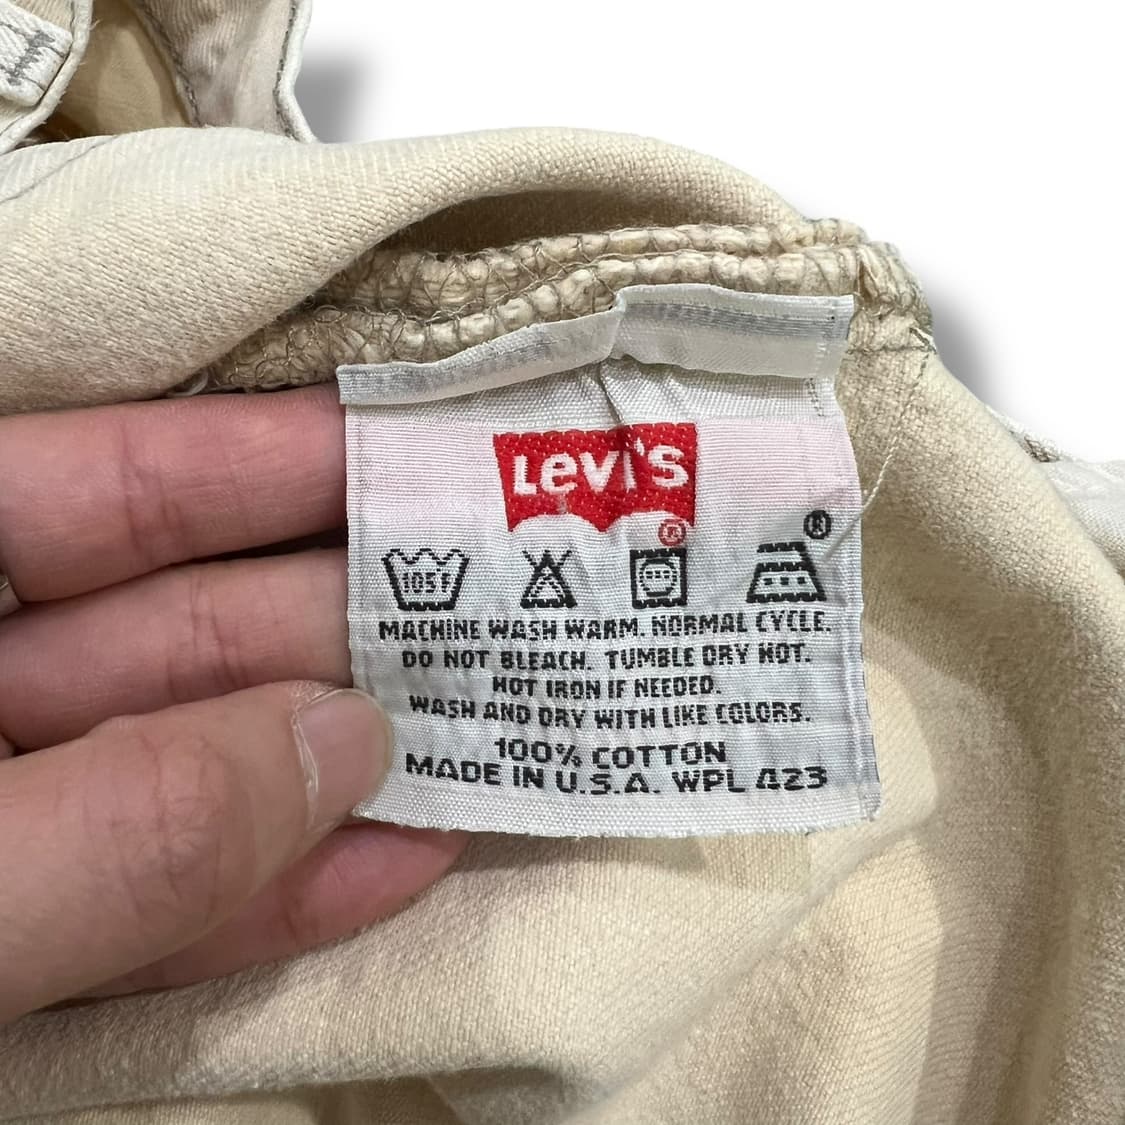 Levi's
®
®
105F
MACHINE WASH WARM. NORMAL CYCLE.
DO NOT BLEACH. TUMBLE DRY HOT.
HOT IRON IF NEEDED.
WASH AND DRY WITH LIKE COLORS.
100% COTTON
MADE IN U.S.A. WPL 423